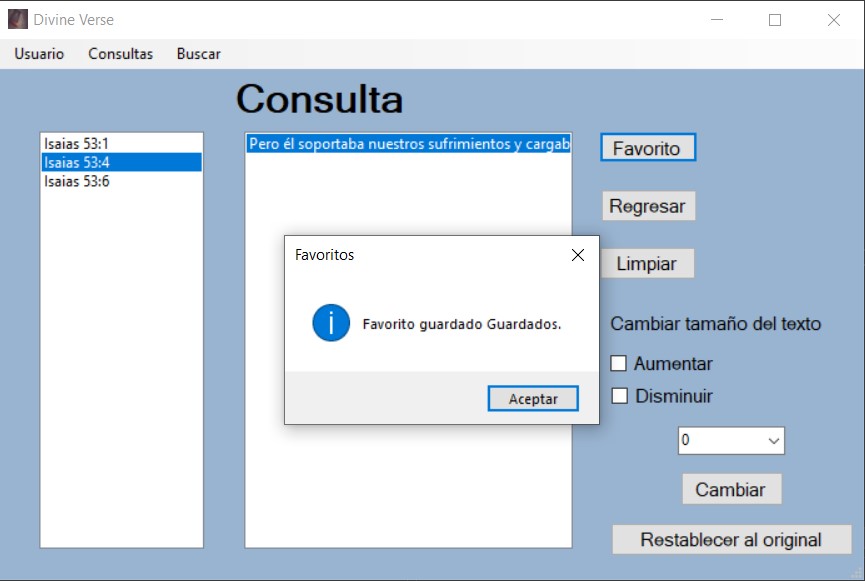 Divine Verse
Usuario Consultas Buscar
Consulta
Isaias 53:1
Isaias 53:4
Isaias 53:6
Pero él soportaba nuestros sufrimientos y cargab
Favorito
Regresar
Limpiar
Favoritos
Favorito guardado Guardados.
Aceptar
Cambiar tamaño del texto
Aumentar
Disminuir
0
Cambiar
Restablecer al original